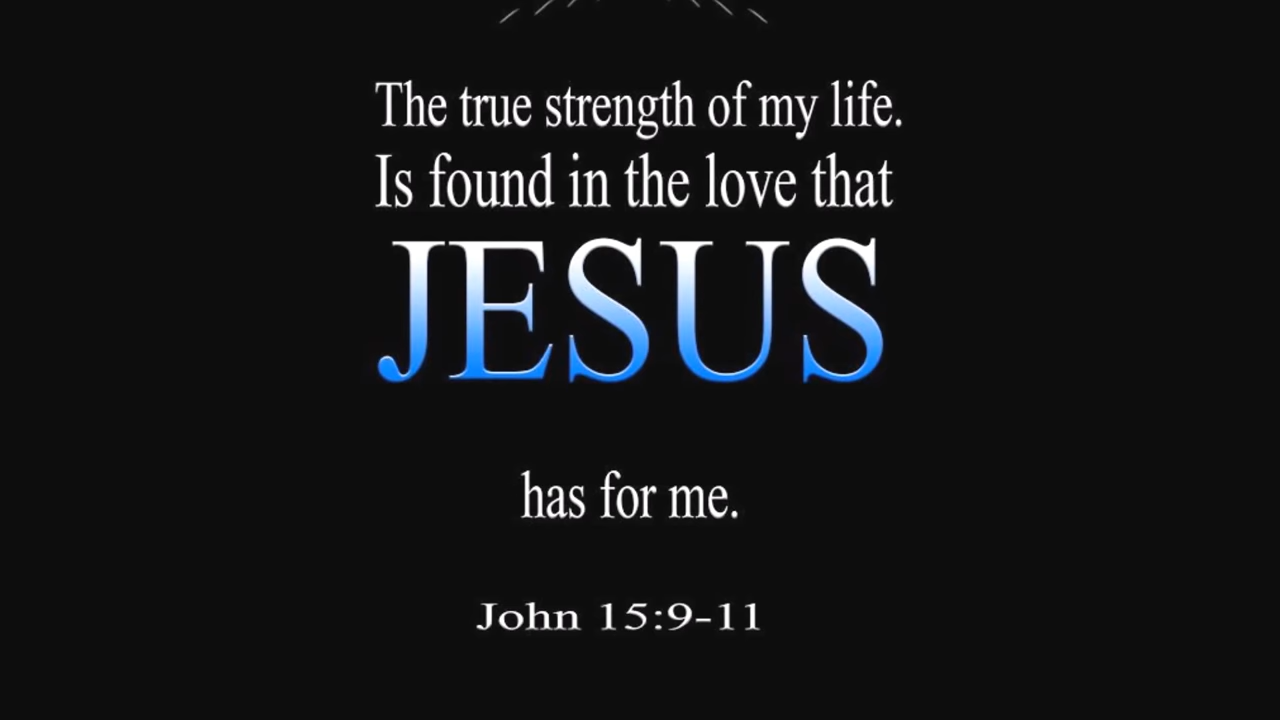 The true strength of my life.
Is found in the love that
JESUS
has for me.
John 15:9-11